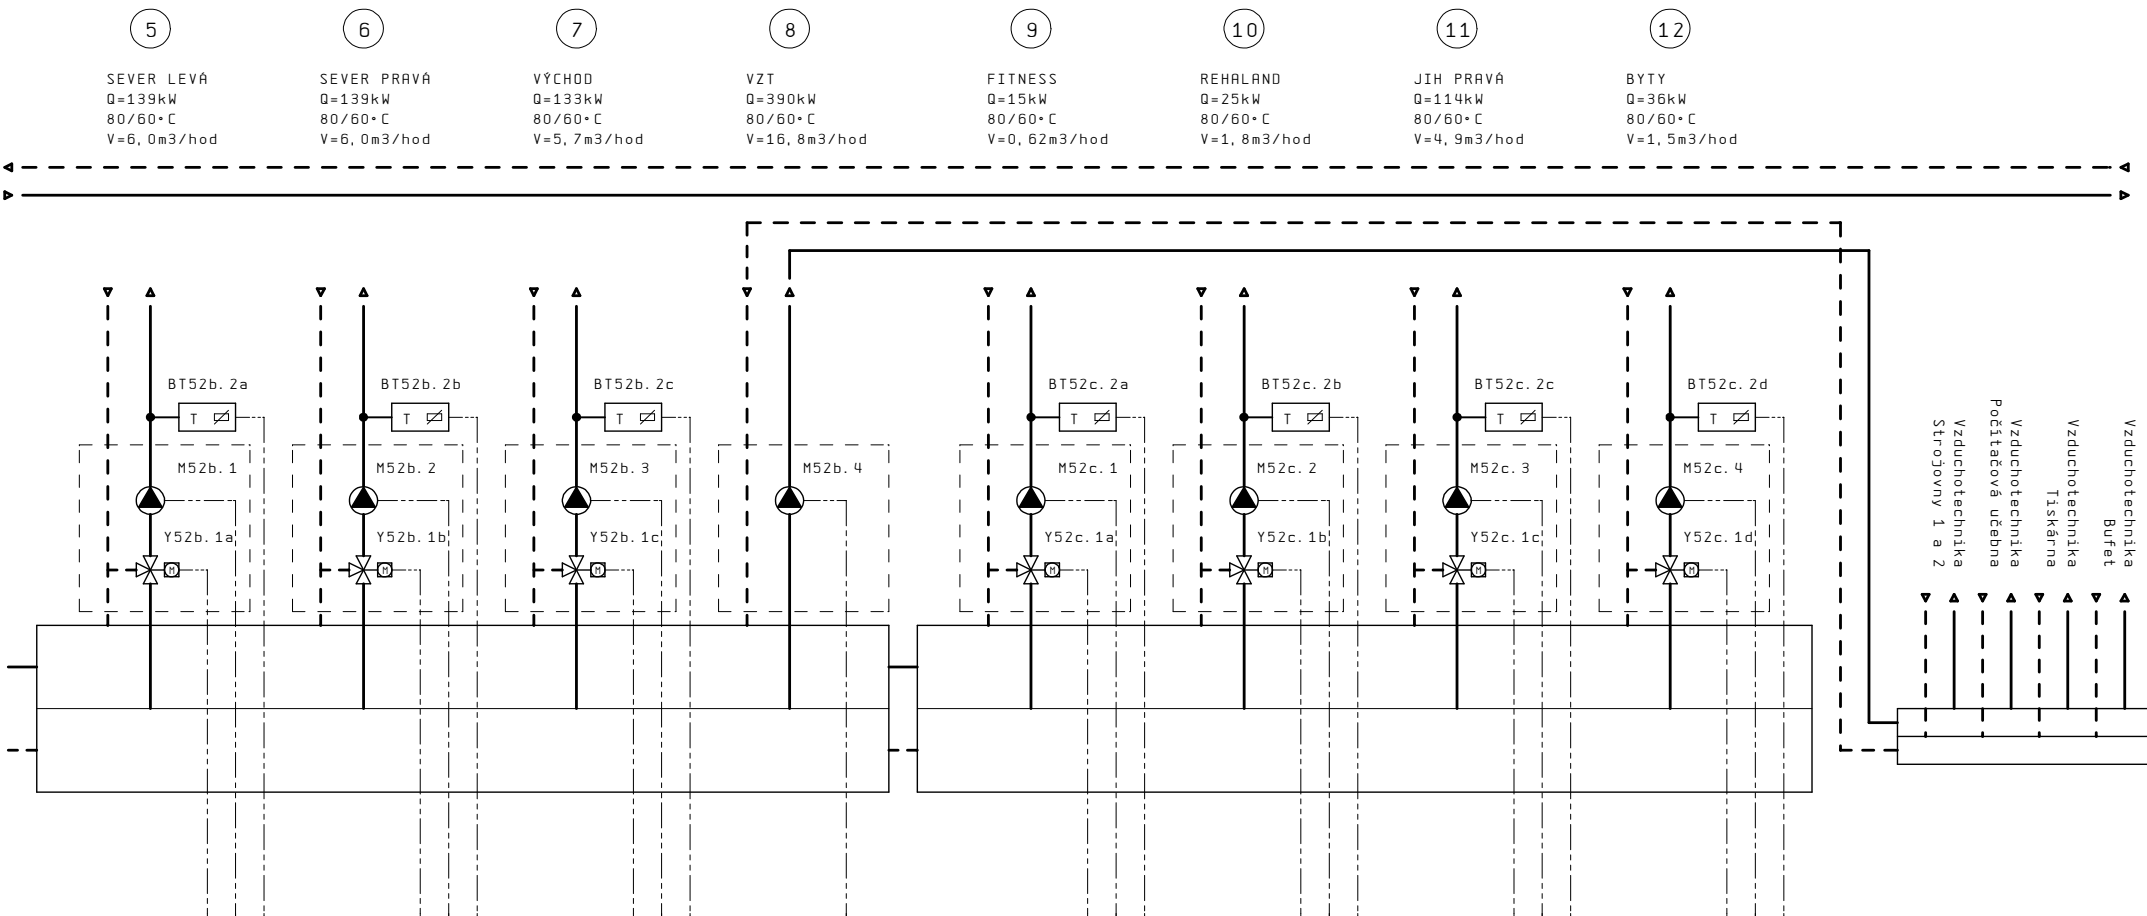 5
SEVER LEVÁ
Q=139kW
80/60°C
V=6,0m3/hod
6
SEVER PRAVÁ
Q=139kW
80/60°C
V=6,0m3/hod
7
VÝCHOD
Q=133kW
80/60°C
V=5,7m3/hod
8
VZT
Q=390kW
80/60°C
V=16,8m3/hod
9
FITNESS
Q=15kW
80/60°C
V=0,62m3/hod
10
REHALAND
Q=25kW
80/60°C
V=1,8m3/hod
11
JIH PRAVÁ
Q=114kW
80/60°C
V=4,9m3/hod
12
BYTY
Q=36kW
80/60°C
V=1,5m3/hod
BT52b.2a
T
M52b.1
Y52b.1a
M
BT52b.2b
T
M52b.2
Y52b.1b
M
BT52b.2c
T
M52b.3
Y52b.1c
M
M52b.4
BT52c.2a
T
M52c.1
Y52c.1a
M
BT52c.2b
T
M52c.2
Y52c.1b
M
BT52c.2c
T
M52c.3
Y52c.1c
M
BT52c.2d
T
M52c.4
Y52c.1d
M
Vzduchotechnika
Strojovny 1 a 2
Vzduchotechnika
Počítačová učebna
Vzduchotechnika
Tiskárna
Vzduchotechnika
Bufet